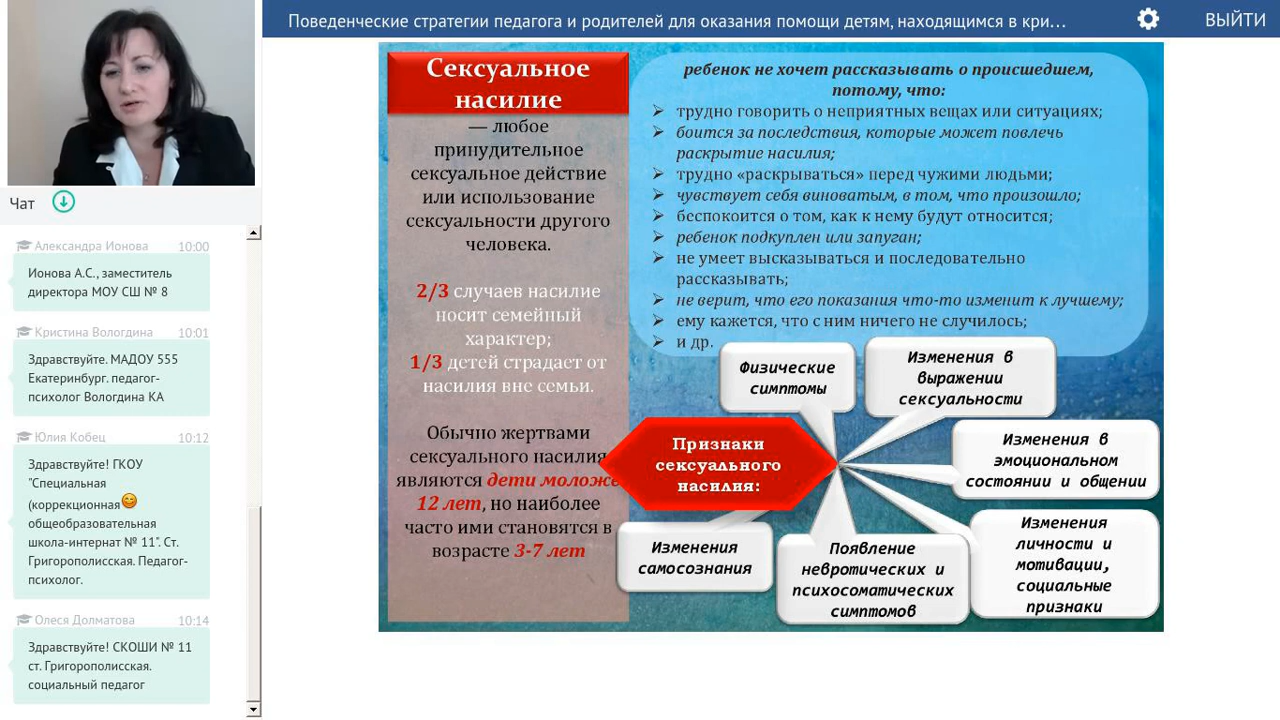 Поведенческие стратегии педагога и родителей для оказания помощи детям, находящимся в кри...
ВЫЙТИ
Чат
Александра Ионова 10:00
Ионова А.С., заместитель
директора МОУ СШ № 8
Кристина Вологдина 10:01
Здравствуйте. МАДОУ 555
Екатеринбург. педагог-
психолог Вологдина КА
Юлия Кобец 10:12
Здравствуйте! ГКОУ
"Специальная
(коррекционная
общеобразовательная
школа-интернат № 11". Ст.
Григорополисская. Педагог-
психолог.
Олеся Долматова 10:14
Здравствуйте! СКОШИ № 11
ст. Григорополисская.
социальный педагог
Сексуальное
насилие
— любое
принудительное
сексуальное действие
или использование
сексуальности другого
человека.
2/3 случаев насилие
носит семейный
характер;
1/3 детей страдает от
насилия вне семьи.
Обычно жертвами
сексуального насилия
являются дети моложе
12 лет, но наиболее
часто ими становятся в
возрасте 3-7 лет
ребенок не хочет рассказывать о происшедшем,
потому, что:
трудно говорить о неприятных вещах или ситуациях;
боится за последствия, которые может повлечь
раскрытие насилия;
трудно «раскрываться» перед чужими людьми;
чувствует себя виноватым, в том, что произошло;
беспокоится о том, как к нему будут относится;
ребенок подкуплен или запуган;
не умеет высказываться и последовательно
рассказывать;
не верит, что его показания что-то изменит к лучшему;
ему кажется, что с ним ничего не случилось;
и др.
Физические
симптомы
Изменения в
выражении
сексуальности
Признаки
сексуального
насилия:
Изменения в
эмоциональном
состоянии и общении
Изменения
личности и
мотивации,
социальные
признаки
Появление
невротических и
психосоматических
симптомов
Изменения
самосознания